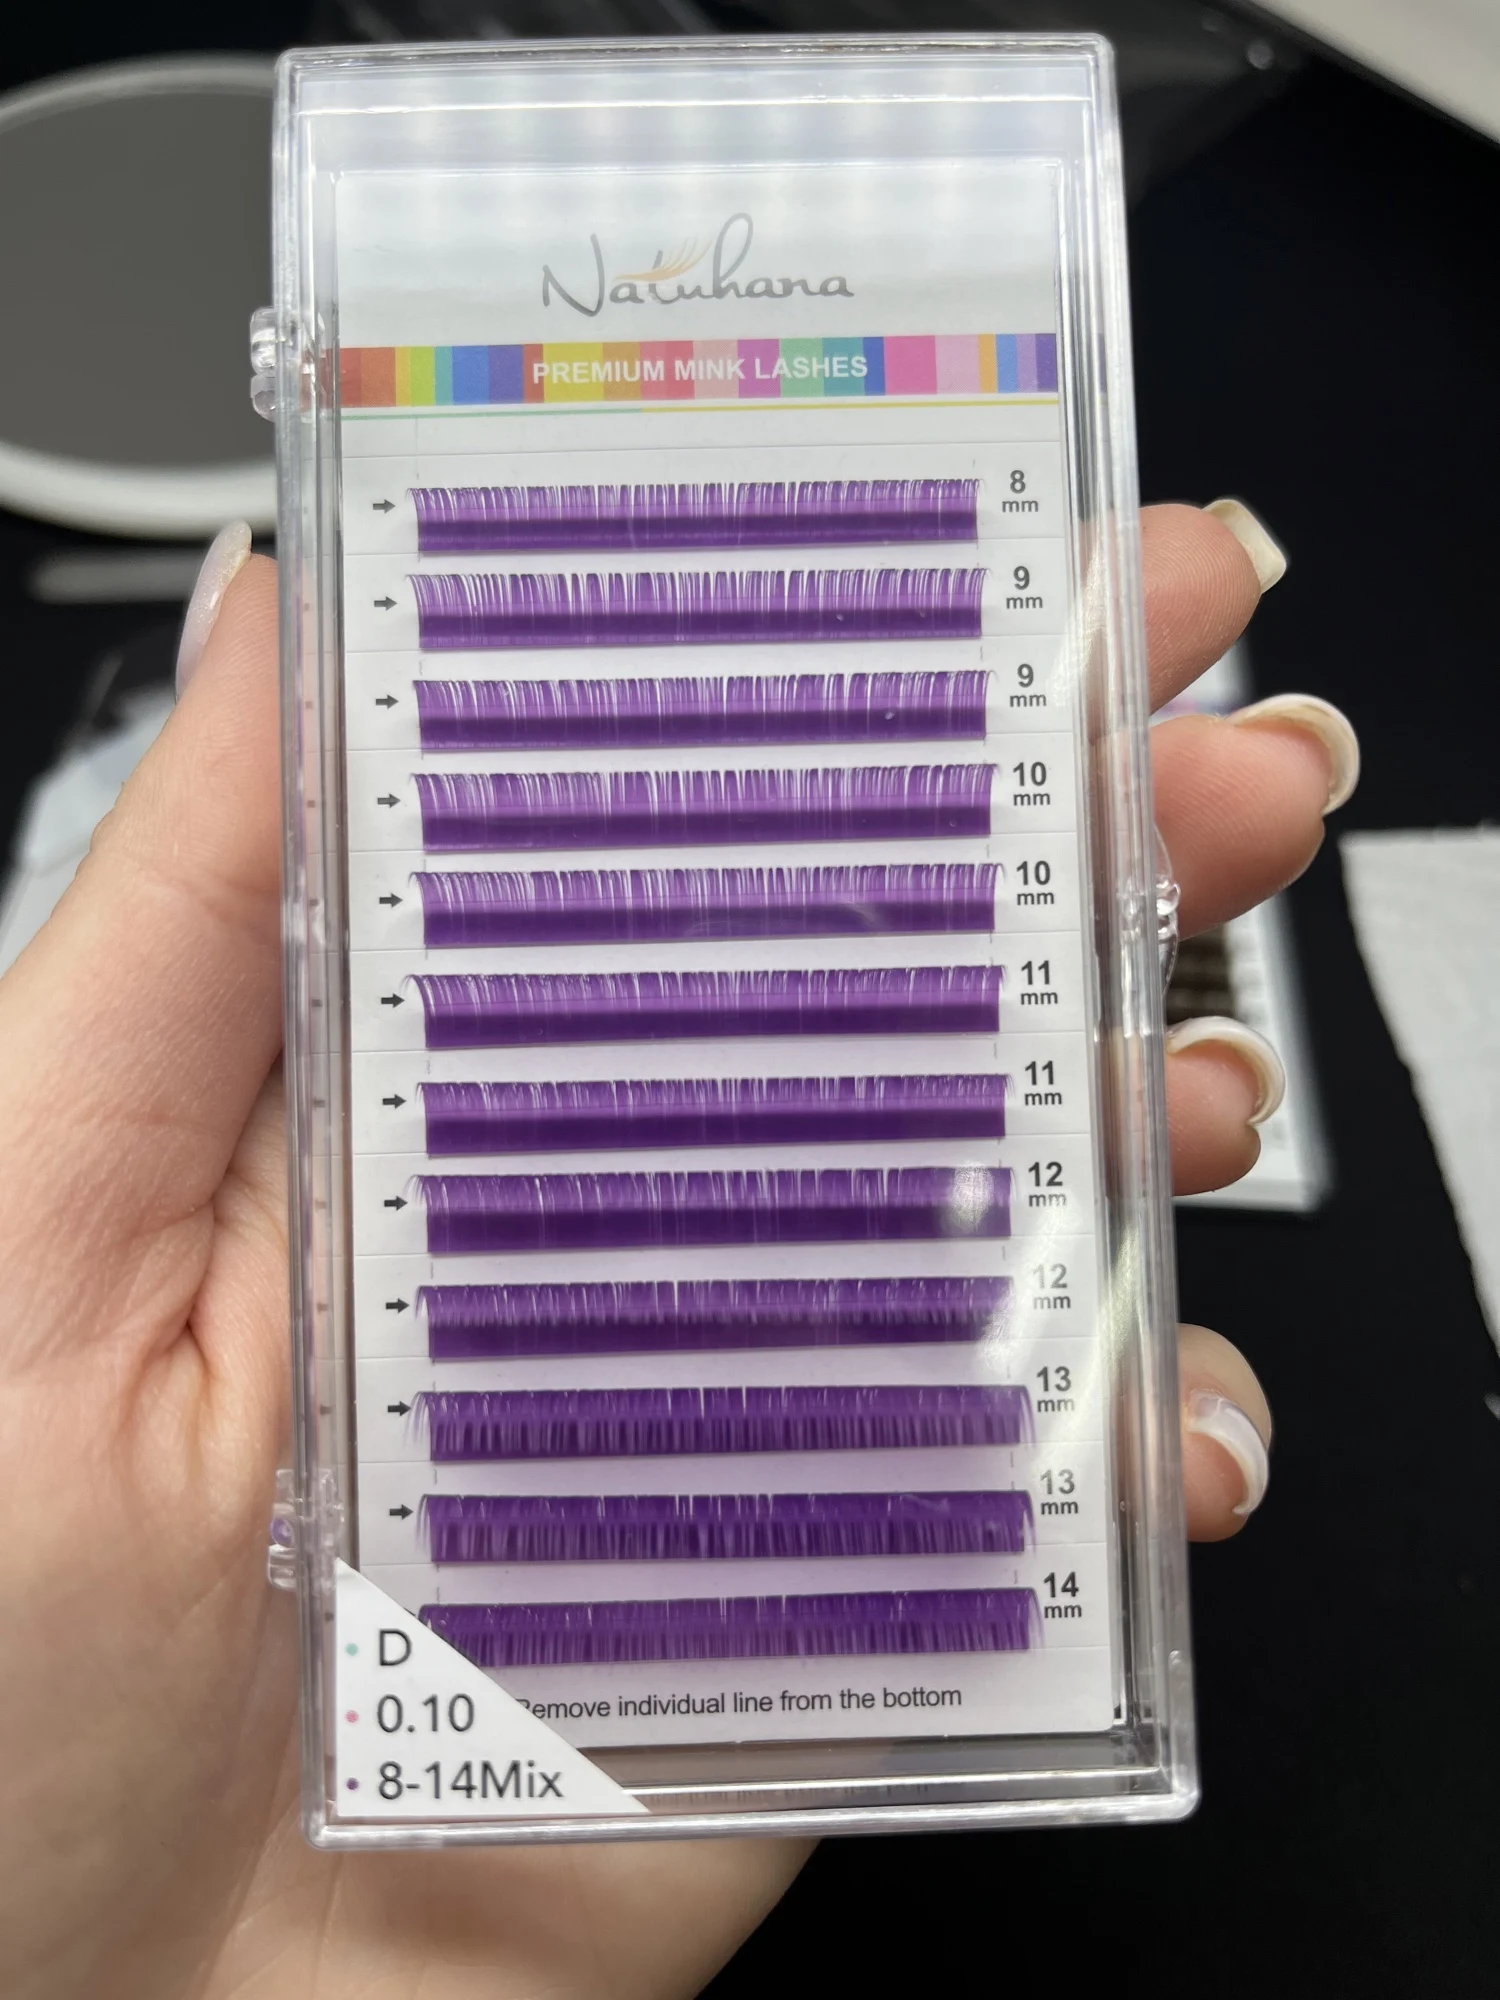 Natuhana
PREMIUM MINK LASHES
8
mm
9
mm
9
mm
10
mm
10
mm
11
mm
11
mm
12
mm
12
mm
13
mm
13
mm
14
mm
D
0.10
8-14Mix
Remove individual line from the bottom